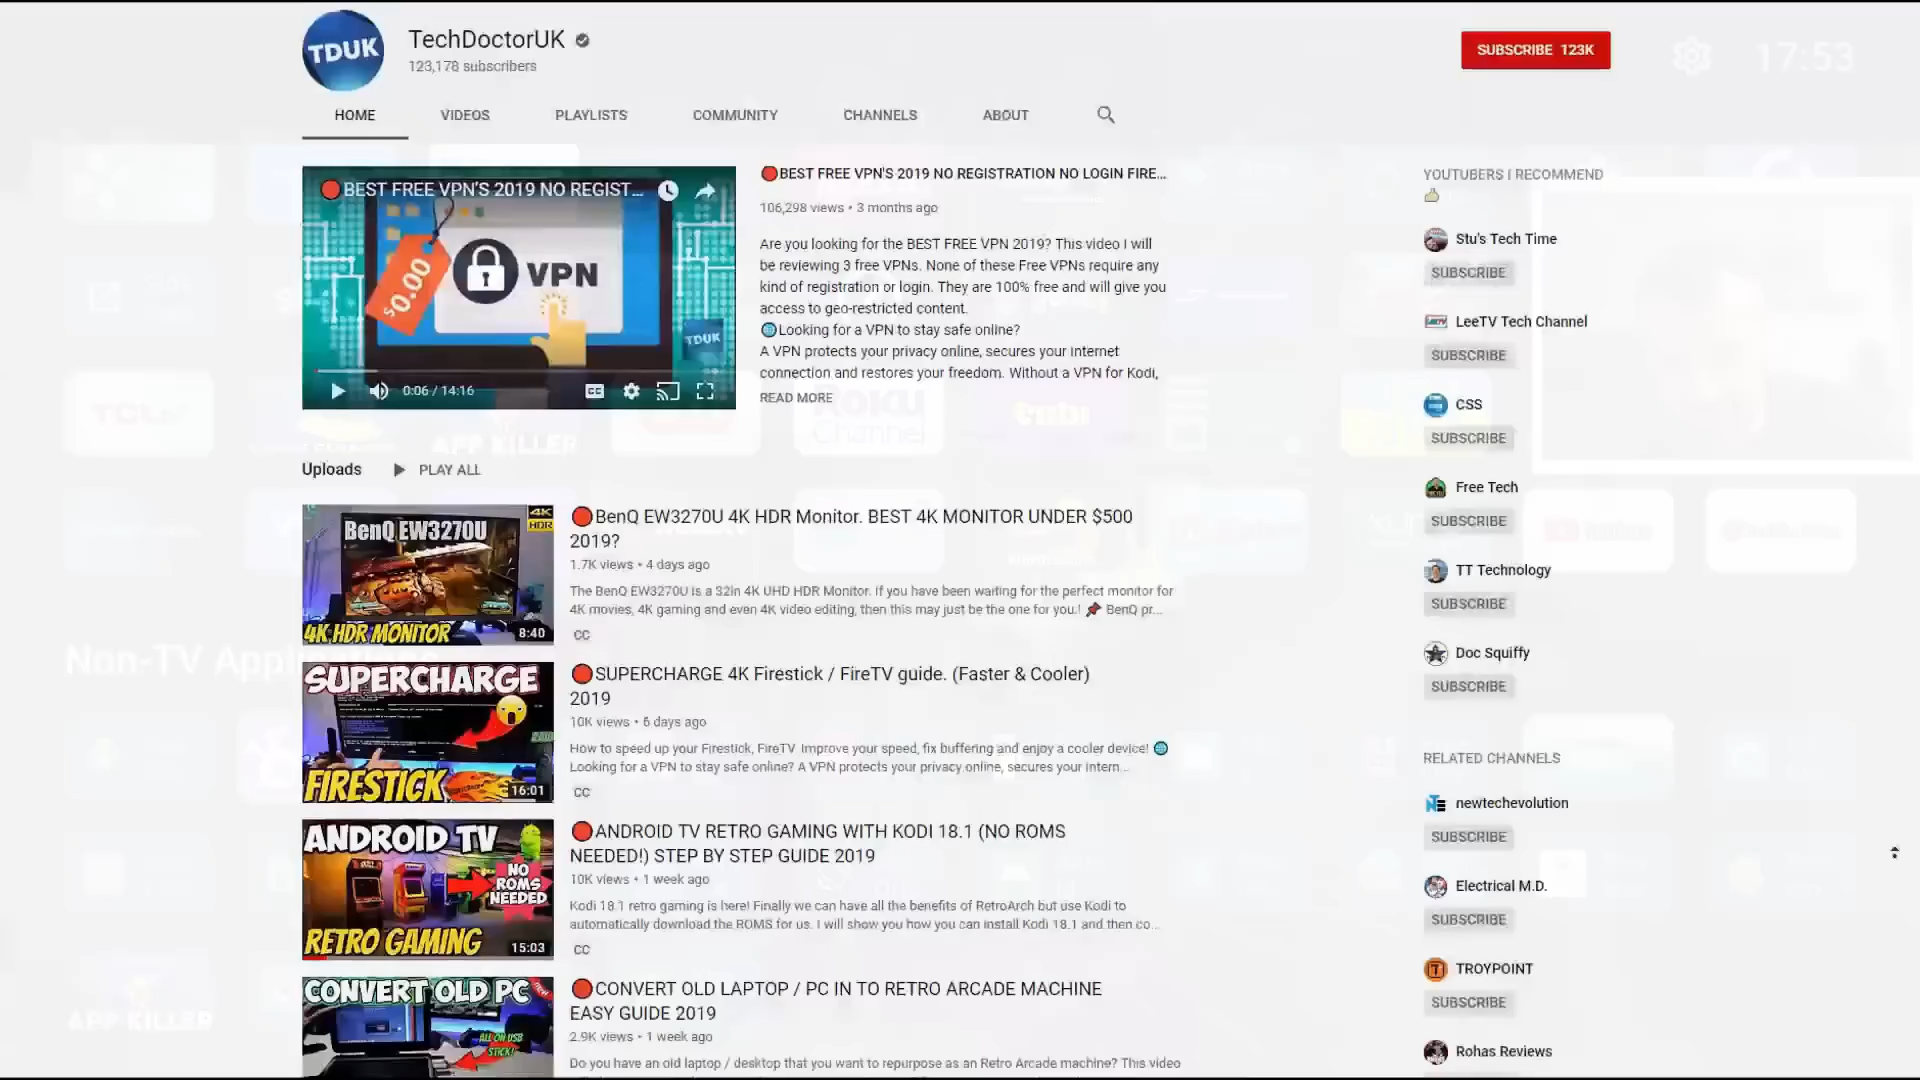 TDUK
TechDoctorUK
123,178 subscribers
SUBSCRIBE 123K
17:53
HOME
VIDEOS
PLAYLISTS
COMMUNITY
CHANNELS
ABOUT
BEST FREE VPN'S 2019 NO REGIST...
$0.00
VPN
TDUK
0:06 / 14:16
CC
BEST FREE VPN'S 2019 NO REGISTRATION NO LOGIN FIRE...
106,298 views • 3 months ago
Are you looking for the BEST FREE VPN 2019? This video I will
be reviewing 3 free VPNs. None of these Free VPNs require any
kind of registration or login. They are 100% free and will give you
access to geo-restricted content.
Looking for a VPN to stay safe online?
A VPN protects your privacy online, secures your internet
connection and restores your freedom. Without a VPN for Kodi,
READ MORE
Roku
Channel
tubi
APP KILLER
Uploads
PLAY ALL
BenQ EW3270U
4K
HDR
4K HDR MONITOR
8:40
BenQ EW3270U 4K HDR Monitor. BEST 4K MONITOR UNDER $500
2019?
1.7K views • 4 days ago
The BenQ EW3270U is a 32in 4K UHD HDR Monitor. If you have been waiting for the perfect monitor for
4K movies, 4K gaming and even 4K video editing, then this may just be the one for you.! BenQ pr...
CC
Non-TV App
SUPERCHARGE
FIRESTICK
16:01
SUPERCHARGE 4K Firestick / FireTV guide. (Faster & Cooler)
2019
10K views • 6 days ago
How to speed up your Firestick, FireTV Improve your speed, fix buffering and enjoy a cooler device!
Looking for a VPN to stay safe online? A VPN protects your privacy online, secures your intern...
CC
ANDROID TV
NO
ROMS
NEEDED
RETRO GAMING
15:03
ANDROID TV RETRO GAMING WITH KODI 18.1 (NO ROMS
NEEDED!) STEP BY STEP GUIDE 2019
10K views • 1 week ago
Kodi 18.1 retro gaming is here! Finally we can have all the benefits of RetroArch but use Kodi to
automatically download the ROMS for us. I will show you how you can install Kodi 18.1 and then co...
CC
APP KILLER
CONVERT OLD PC
ALL ON USB
STICK!
CONVERT OLD LAPTOP / PC IN TO RETRO ARCADE MACHINE
EASY GUIDE 2019
2.9K views • 1 week ago
Do you have an old laptop / desktop that you want to repurpose as an Retro Arcade machine? This video
YOUTUBERS I RECOMMEND
Stu's Tech Time
SUBSCRIBE
LeeTV Tech Channel
SUBSCRIBE
CSS
SUBSCRIBE
Free Tech
SUBSCRIBE
TT Technology
SUBSCRIBE
Doc Squiffy
SUBSCRIBE
RELATED CHANNELS
newtechevolution
SUBSCRIBE
Electrical M.D.
SUBSCRIBE
TROYPOINT
SUBSCRIBE
Rohas Reviews